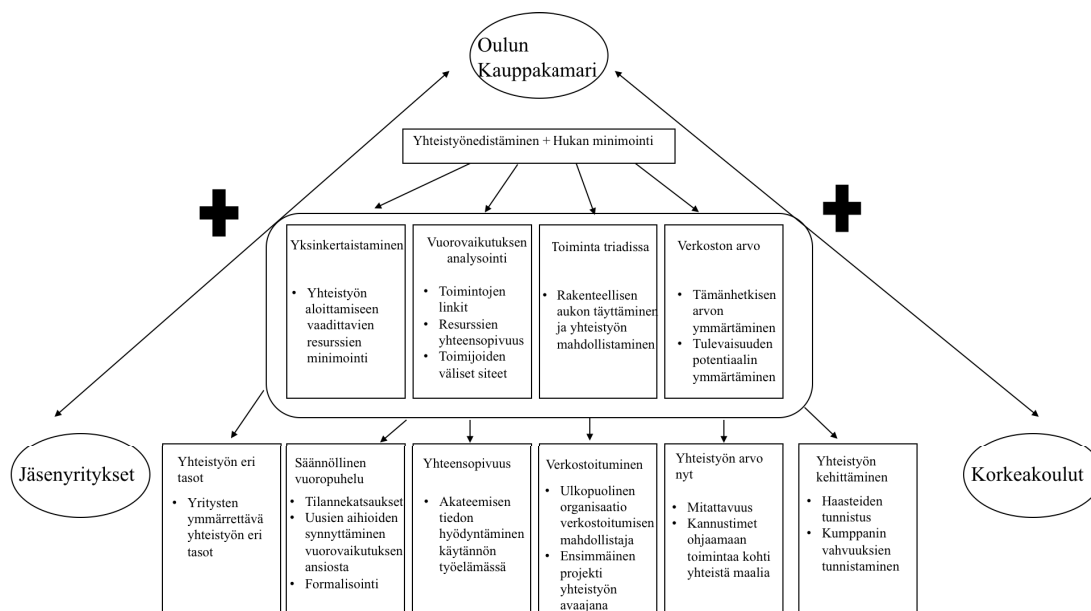 Oulun
Kauppakamari
Yhteistyönedistäminen + Hukan minimointi
Yksinkertaistaminen
• Yhteistyön
aloittamiseen
vaadittavien
resurssien
minimointi
Vuorovaikutuksen
analysointi
• Toimintojen
linkit
• Resurssien
yhteensopivuus
• Toimijoiden
väliset siteet
Toiminta triadissa
• Rakenteellisen
aukon täyttäminen
ja yhteistyön
mahdollistaminen
Verkoston arvo
• Tämänhetkisen
arvon
ymmärtäminen
• Tulevaisuuden
potentiaalin
ymmärtäminen
Jäsenyritykset
Yhteistyön eri
tasot
• Yritysten
ymmärrettävä
yhteistyön eri
tasot
Säännöllinen
vuoropuhelu
• Tilannekatsaukset
• Uusien aihioiden
synnyttäminen
vuorovaikutuksen
ansiosta
• Formalisointi
Yhteensopivuus
• Akateemisen
tiedon
hyödyntäminen
käytännön
työelämässä
Verkostoituminen
• Ulkopuolinen
organisaatio
verkostoitumisen
mahdollistaja
• Ensimmäinen
projekti
yhteistyön
avaajana
Yhteistyön arvo
nyt
• Mitattavuus
• Kannustimet
ohjaamaan
toimintaa kohti
yhteistä maalia
Yhteistyön
kehittäminen
• Haasteiden
tunnistus
• Kumppanin
vahvuuksien
tunnistaminen
Korkeakoulut